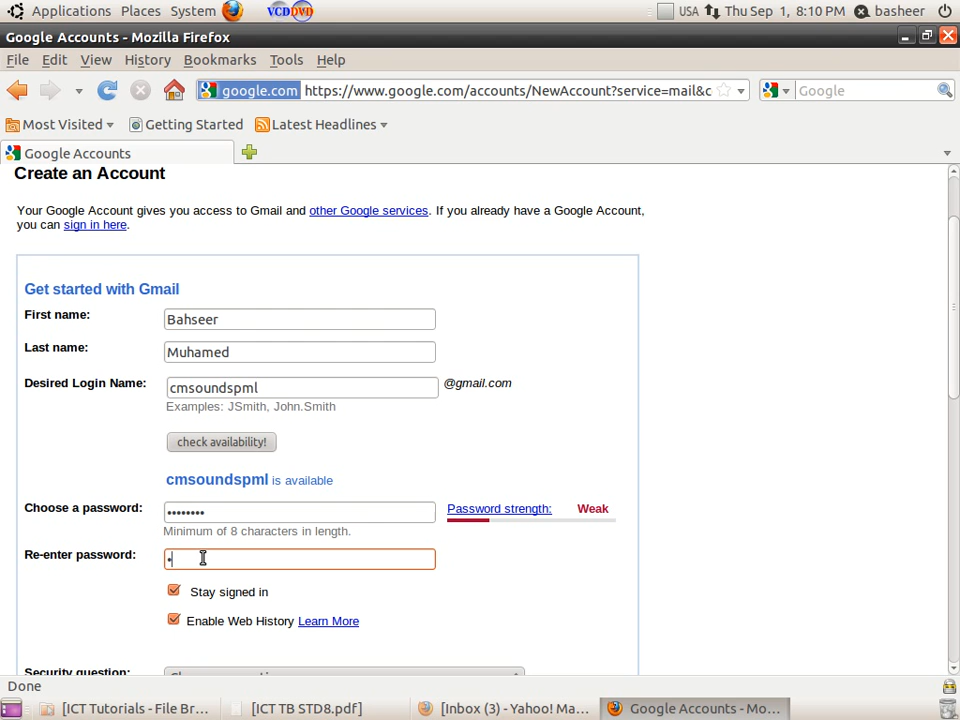 Applications Places System VCDDVD USA Thu Sep 1, 8:10 PM basheer
Google Accounts - Mozilla Firefox
File Edit View History Bookmarks Tools Help
google.com https://www.google.com/accounts/NewAccount?service=mail&c Google
Most Visited Getting Started Latest Headlines
Google Accounts
Create an Account
Your Google Account gives you access to Gmail and other Google services. If you already have a Google Account,
you can sign in here.
Get started with Gmail
First name: Bahseer
Last name: Muhamed
Desired Login Name: cmsoundspml @gmail.com
Examples: JSmith, John.Smith
check availability!
cmsoundspml is available
Choose a password: •••••••• Password strength: Weak
Minimum of 8 characters in length.
Re-enter password: •
Stay signed in
Enable Web History Learn More
Security question:
Done
[ICT Tutorials - File Br... [ICT TB STD8.pdf] [Inbox (3) - Yahoo! Ma... Google Accounts - Mo...